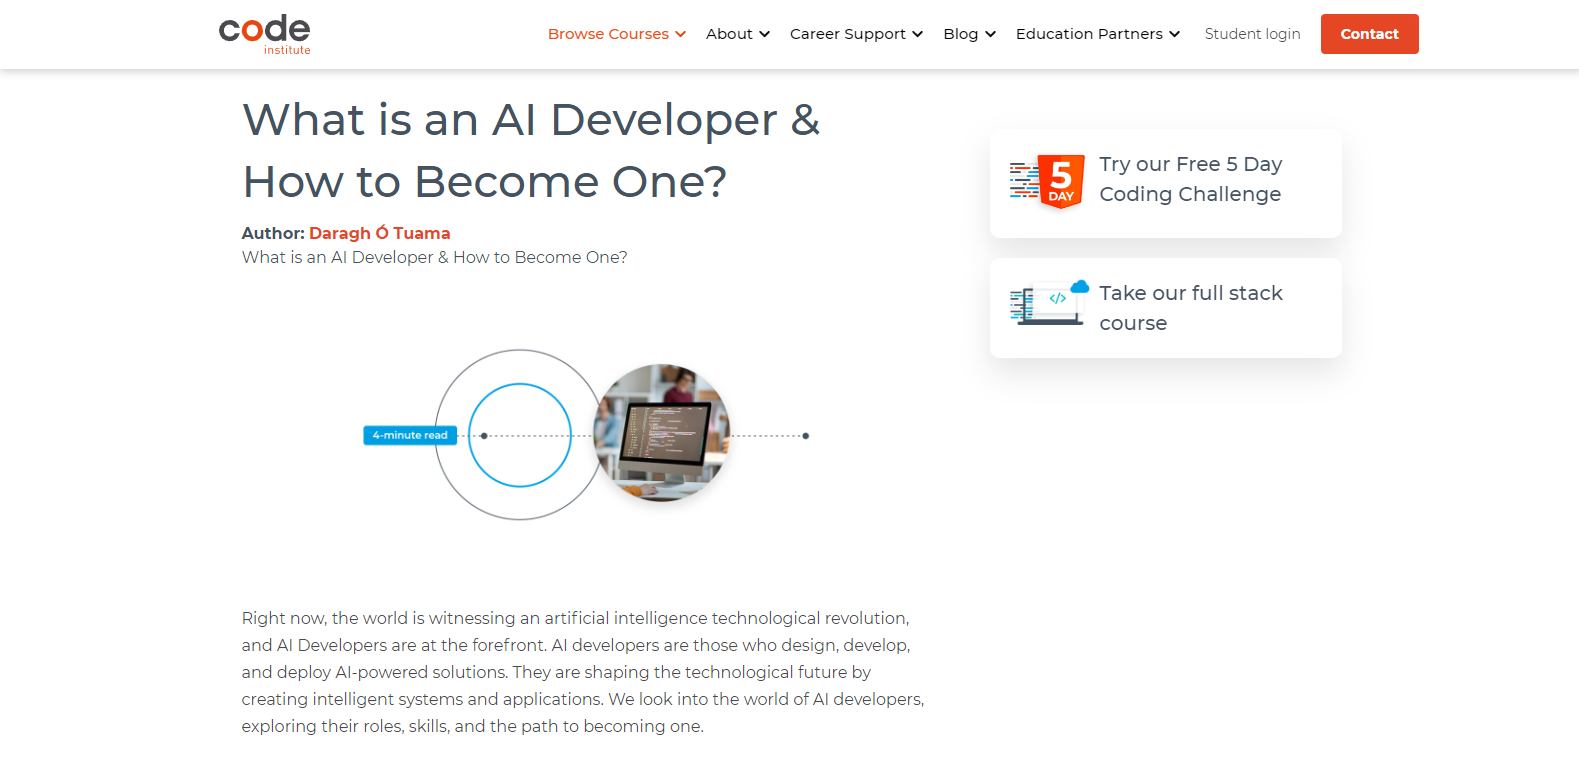 code
institute
Browse Courses
About
Career Support
Blog
Education Partners
Student login
Contact
What is an AI Developer &
How to Become One?
Author: Daragh Ó Tuama
What is an AI Developer & How to Become One?
4-minute read
Right now, the world is witnessing an artificial intelligence technological revolution,
and AI Developers are at the forefront. AI developers are those who design, develop,
and deploy AI-powered solutions. They are shaping the technological future by
creating intelligent systems and applications. We look into the world of AI developers,
exploring their roles, skills, and the path to becoming one.
5
DAY
Try our Free 5 Day
Coding Challenge
</>
Take our full stack
course